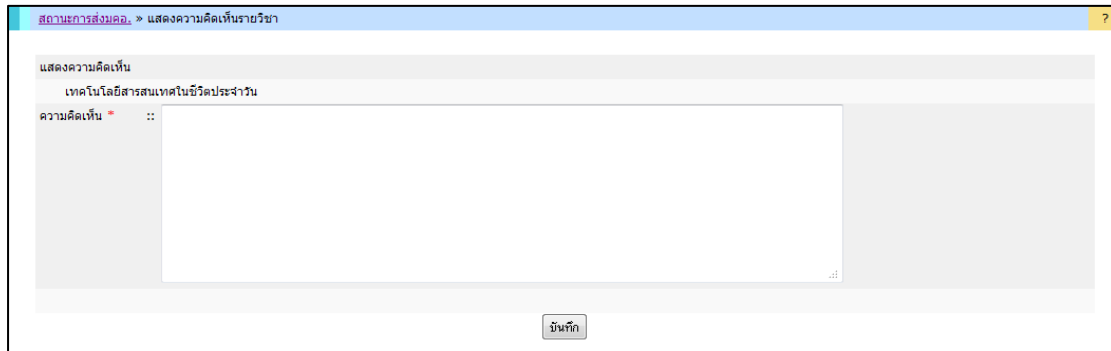 สถานะการส่งมคอ. » แสดงความคิดเห็นรายวิชา ?
แสดงความคิดเห็น
เทคโนโลยีสารสนเทศในชีวิตประจำวัน
ความคิดเห็น * ::
บันทึก